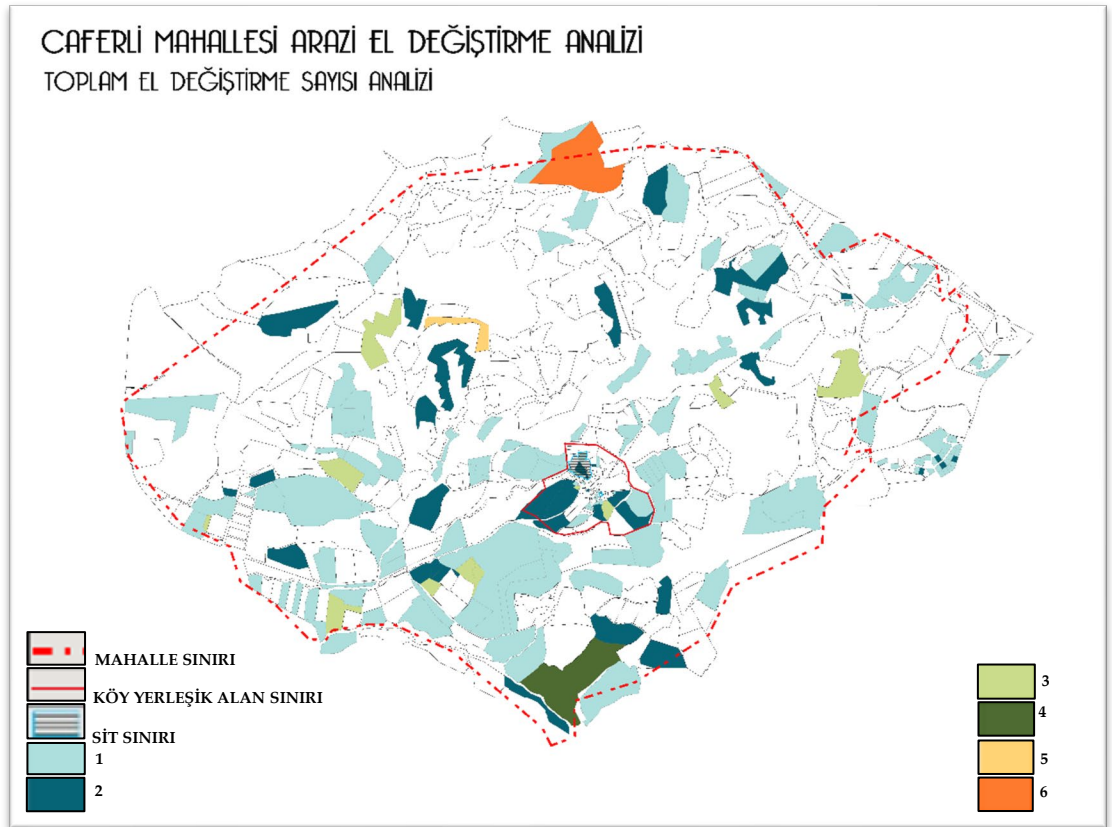 CAFERLİ MAHALLESİ ARAZİ EL DEĞİŞTİRME ANALİZİ
TOPLAM EL DEĞİŞTİRME SAYISI ANALİZİ
MAHALLE SINIRI
KÖY YERLEŞİK ALAN SINIRI
SİT SINIRI
1
2
3
4
5
6